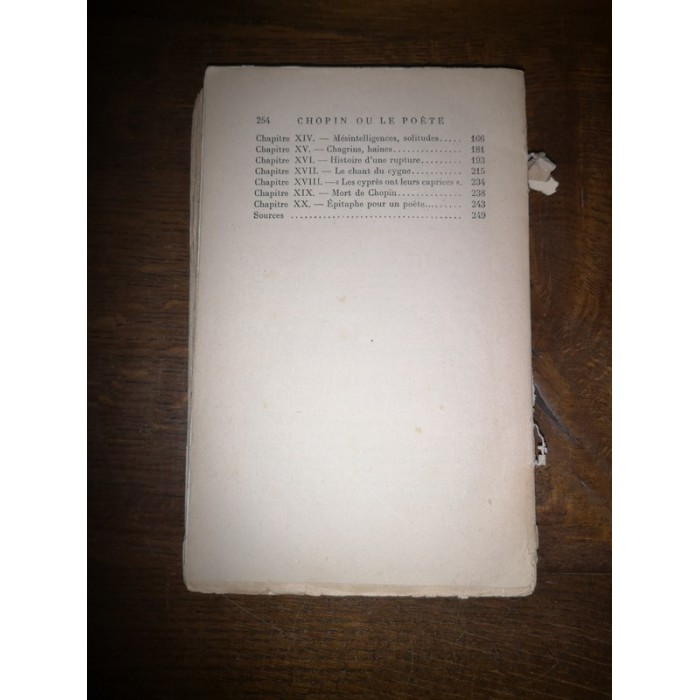 254 CHOPIN OU LE POÈTE
Chapitre XIV. — Mésintelligences, solitudes..... 166
Chapitre XV. — Chagrins, haines................ 181
Chapitre XVI. — Histoire d'une rupture.......... 193
Chapitre XVII. — Le chant du cygne............. 215
Chapitre XVIII. — « Les cyprès ont leurs caprices ». 234
Chapitre XIX. — Mort de Chopin............... 238
Chapitre XX. — Épitaphe pour un poète......... 243
Sources ....................................... 249